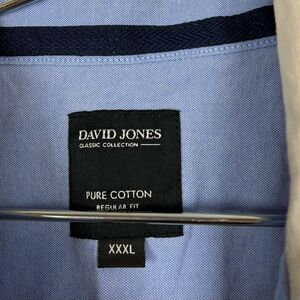 DAVID JONES
CLASSIC COLLECTION
PURE COTTON
REGULAR FIT
XXXL